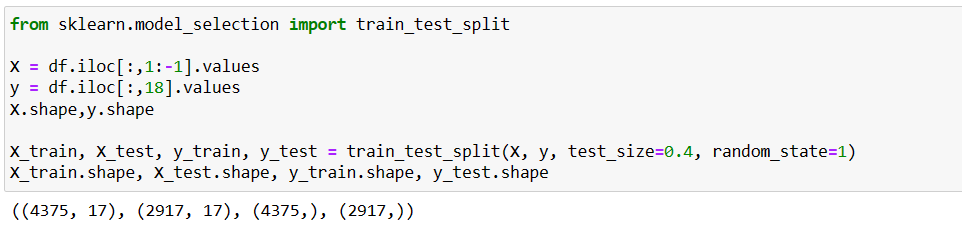 from sklearn.model_selection import train_test_split
X = df.iloc[:,1:-1].values
y = df.iloc[:,18].values
X.shape,y.shape
X_train, X_test, y_train, y_test = train_test_split(X, y, test_size=0.4, random_state=1)
X_train.shape, X_test.shape, y_train.shape, y_test.shape
((4375, 17), (2917, 17), (4375,), (2917,))